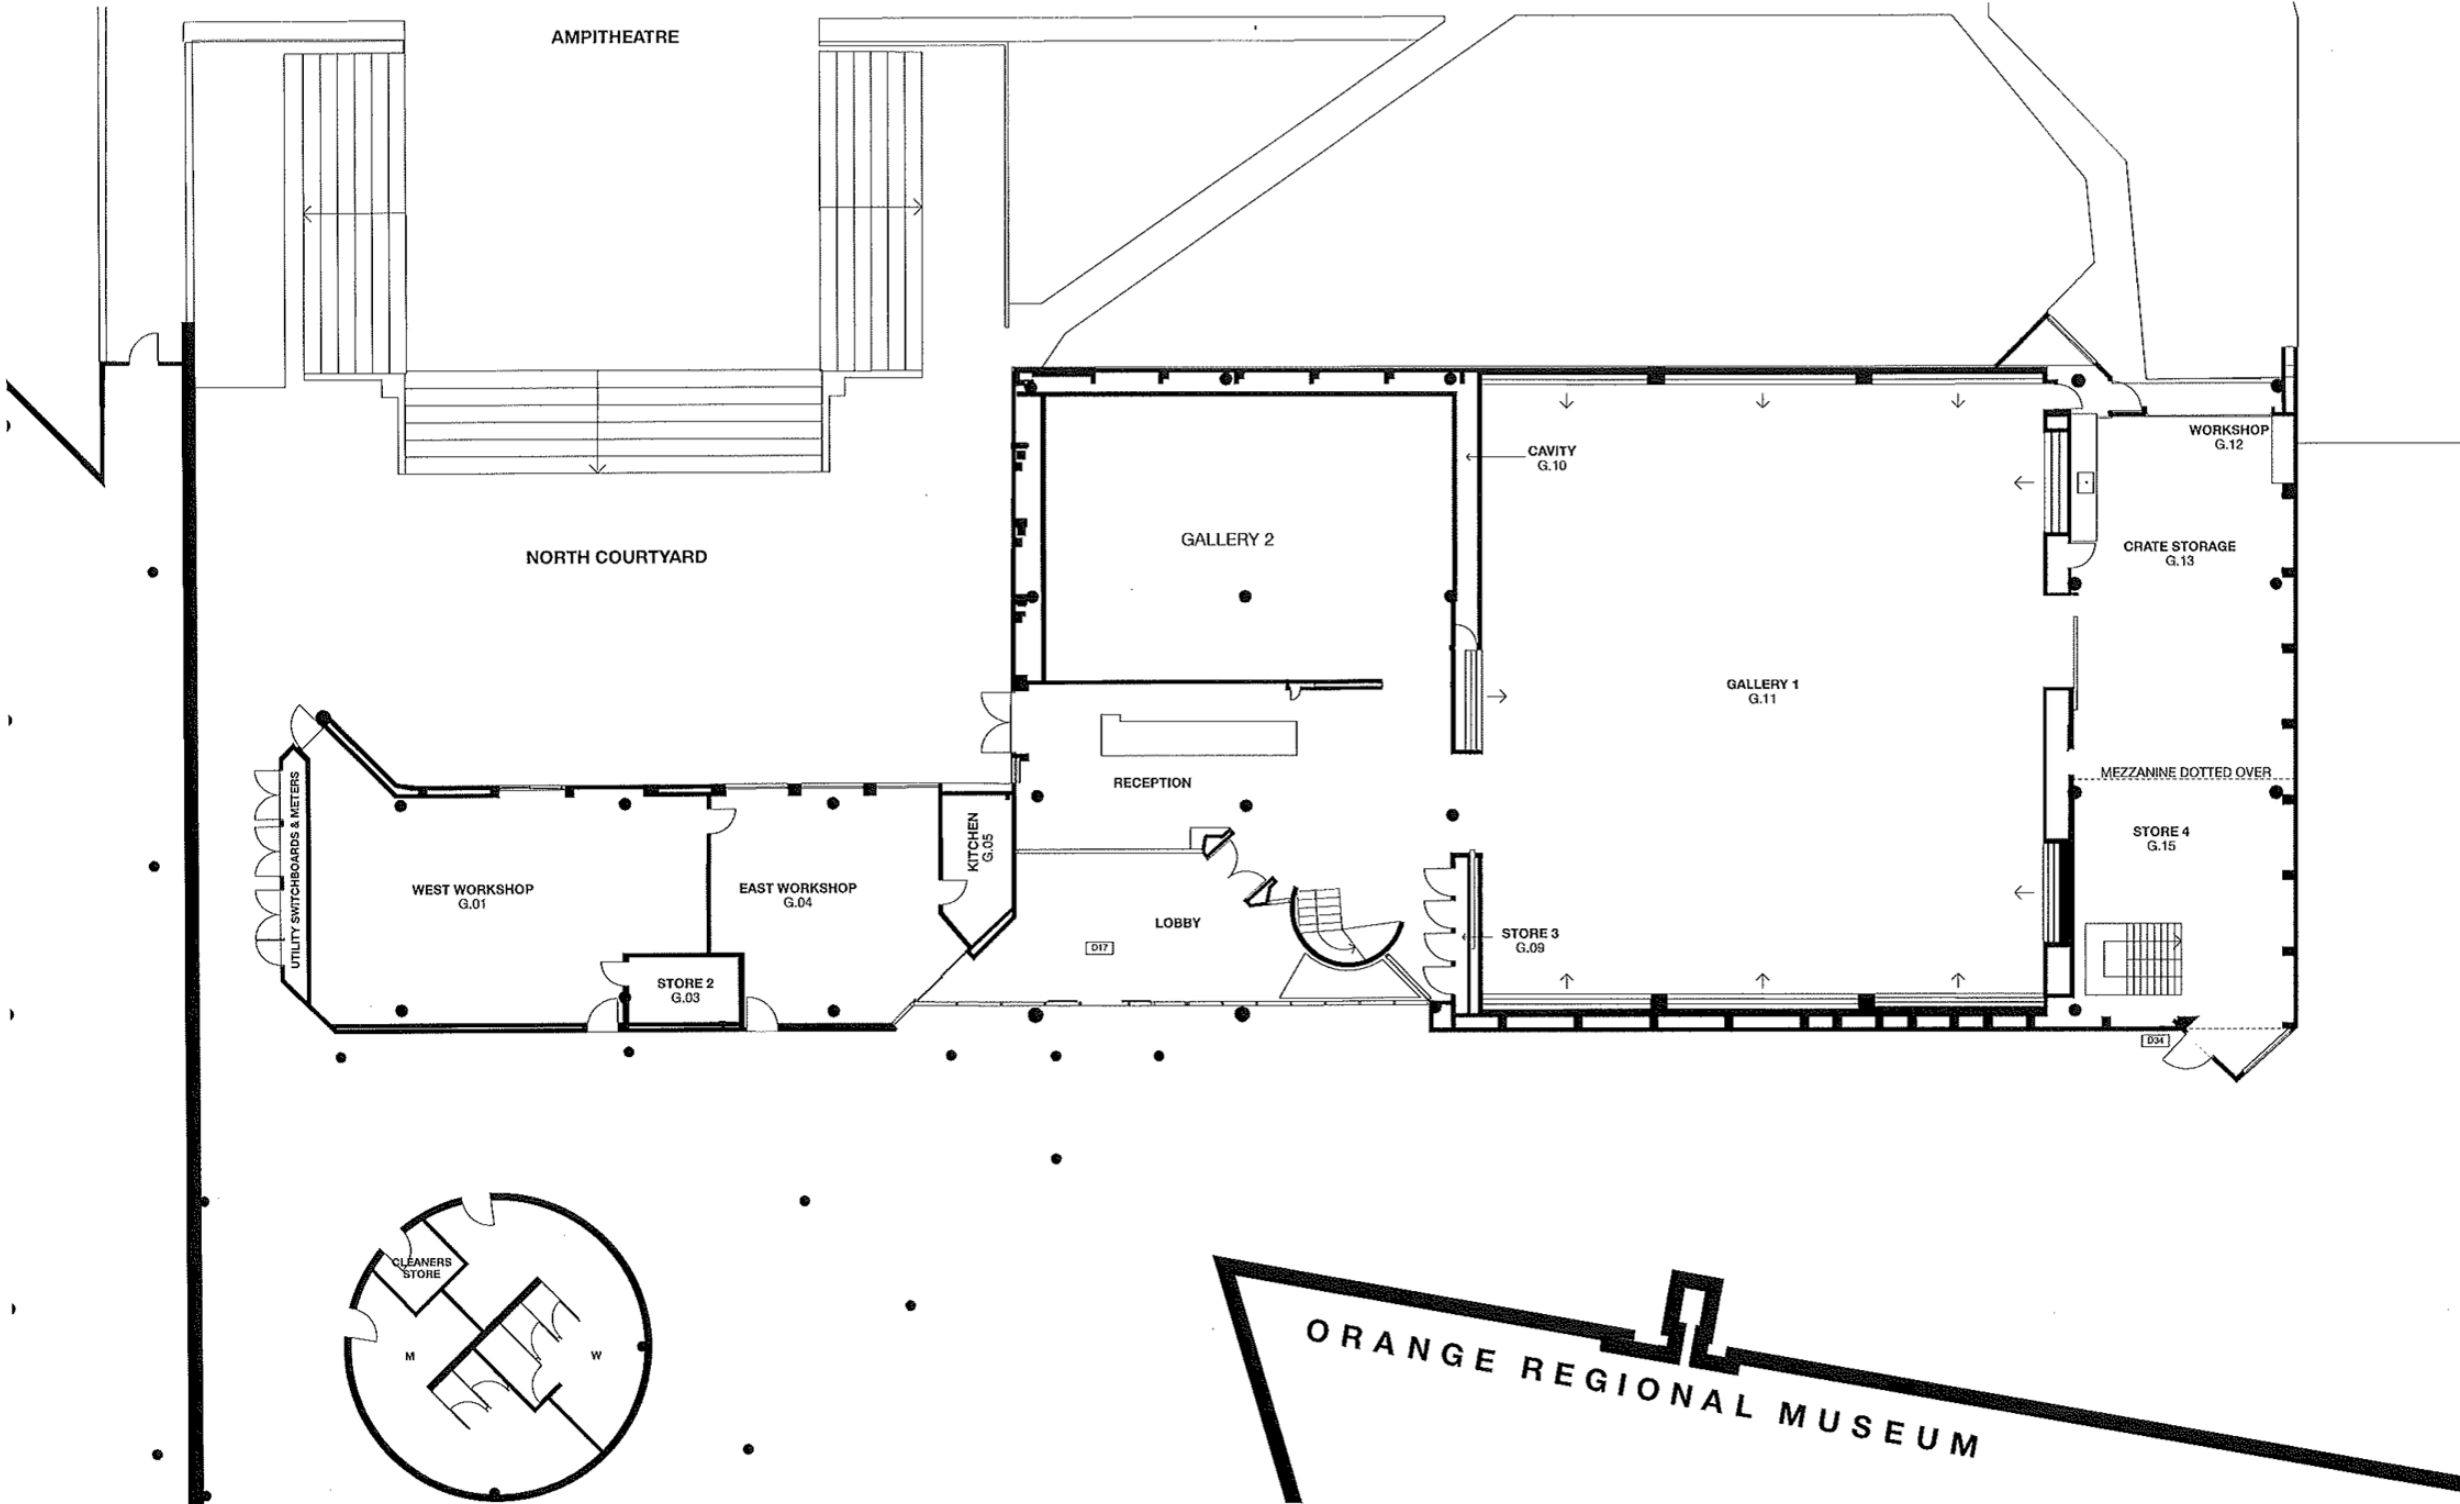 AMPITHEATRE
WORKSHOP
G.12
CAVITY
G.10
GALLERY 2
CRATE STORAGE
G.13
NORTH COURTYARD
GALLERY 1
G.11
MEZZANINE DOTTED OVER
RECEPTION
UTILITY SWITCHBOARDS & METERS
KITCHEN
G.05
STORE 4
G.15
WEST WORKSHOP
G.01
EAST WORKSHOP
G.04
LOBBY
D17
STORE 3
G.09
STORE 2
G.03
D34
CLEANERS
STORE
M
W
ORANGE REGIONAL MUSEUM